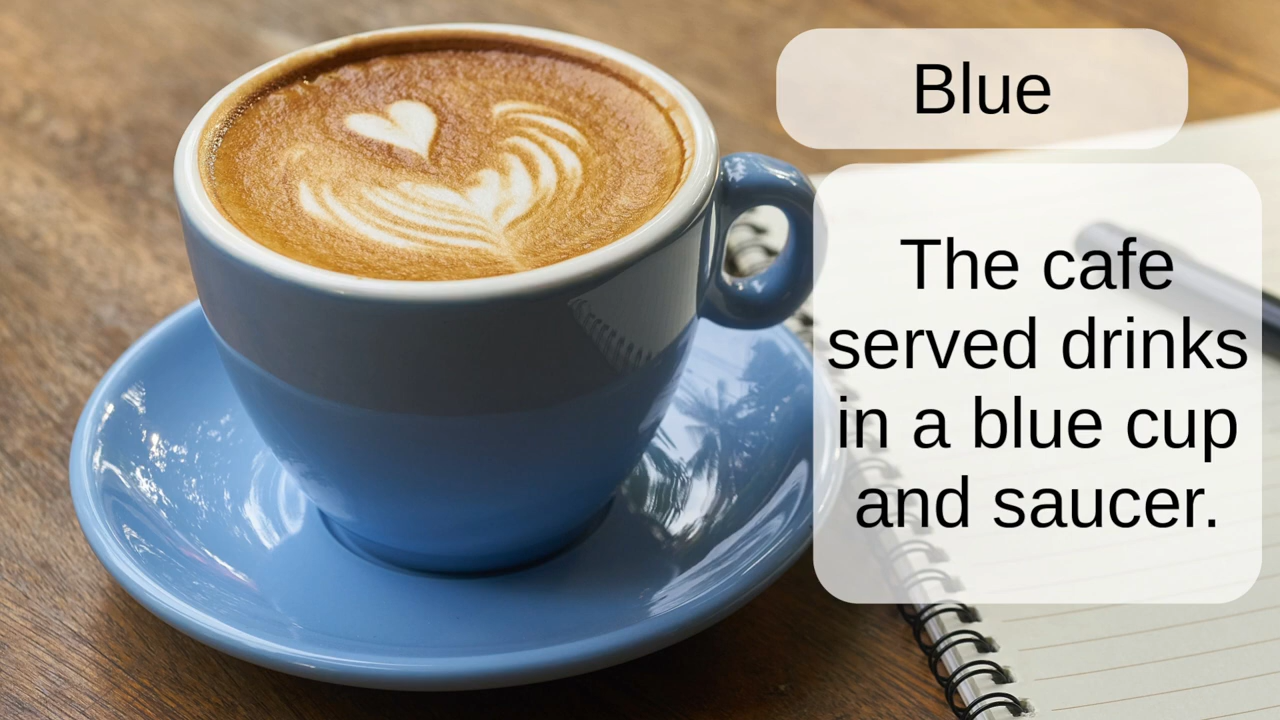 Blue
The cafe
served drinks
in a blue cup
and saucer.